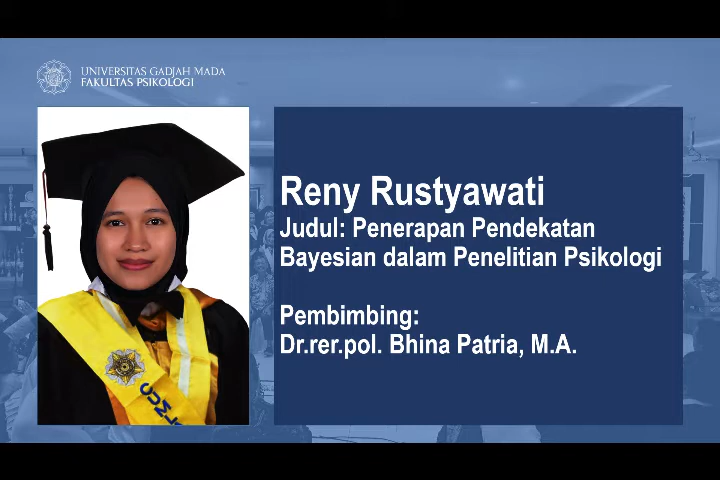 UNIVERSITAS GADJAH MADA
FAKULTAS PSIKOLOGI
Reny Rustyawati
Judul: Penerapan Pendekatan
Bayesian dalam Penelitian Psikologi
Pembimbing:
Dr.rer.pol. Bhina Patria, M.A.